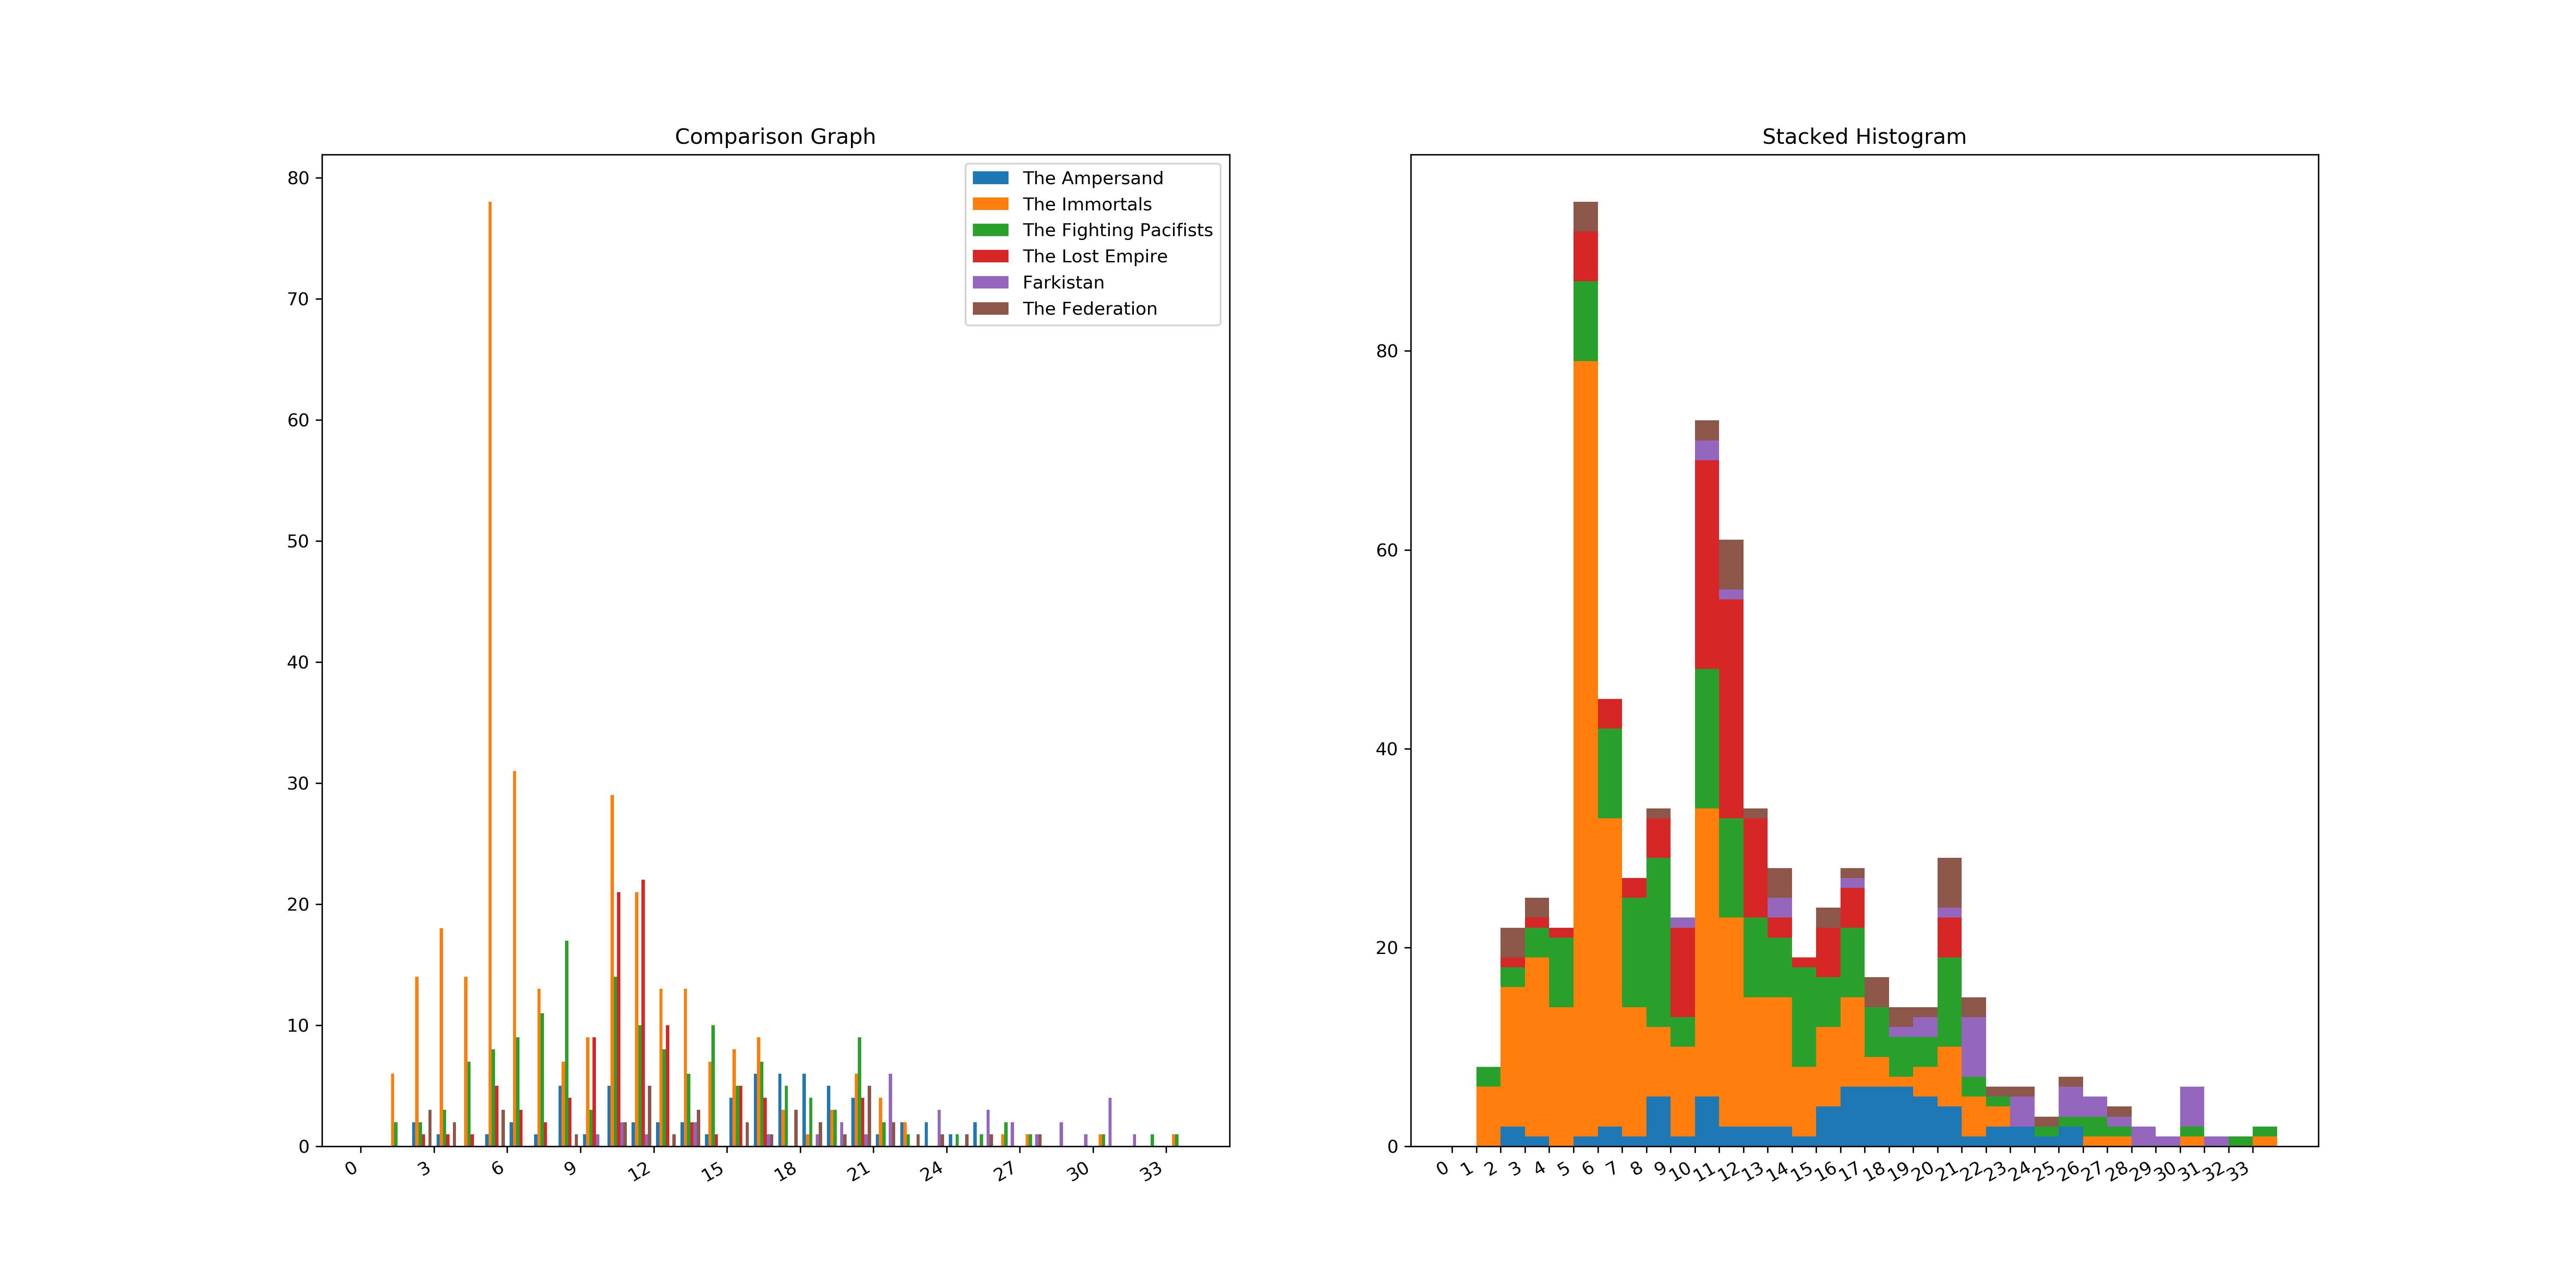 Comparison Graph
80
70
60
50
40
30
20
10
0
0 3 6 9 12 15 18 21 24 27 30 33
The Ampersand
The Immortals
The Fighting Pacifists
The Lost Empire
Farkistan
The Federation
Stacked Histogram
80
60
40
20
0
0 1 2 3 4 5 6 7 8 9 10 11 12 13 14 15 16 17 18 19 20 21 22 23 24 25 26 27 28 29 30 31 32 33